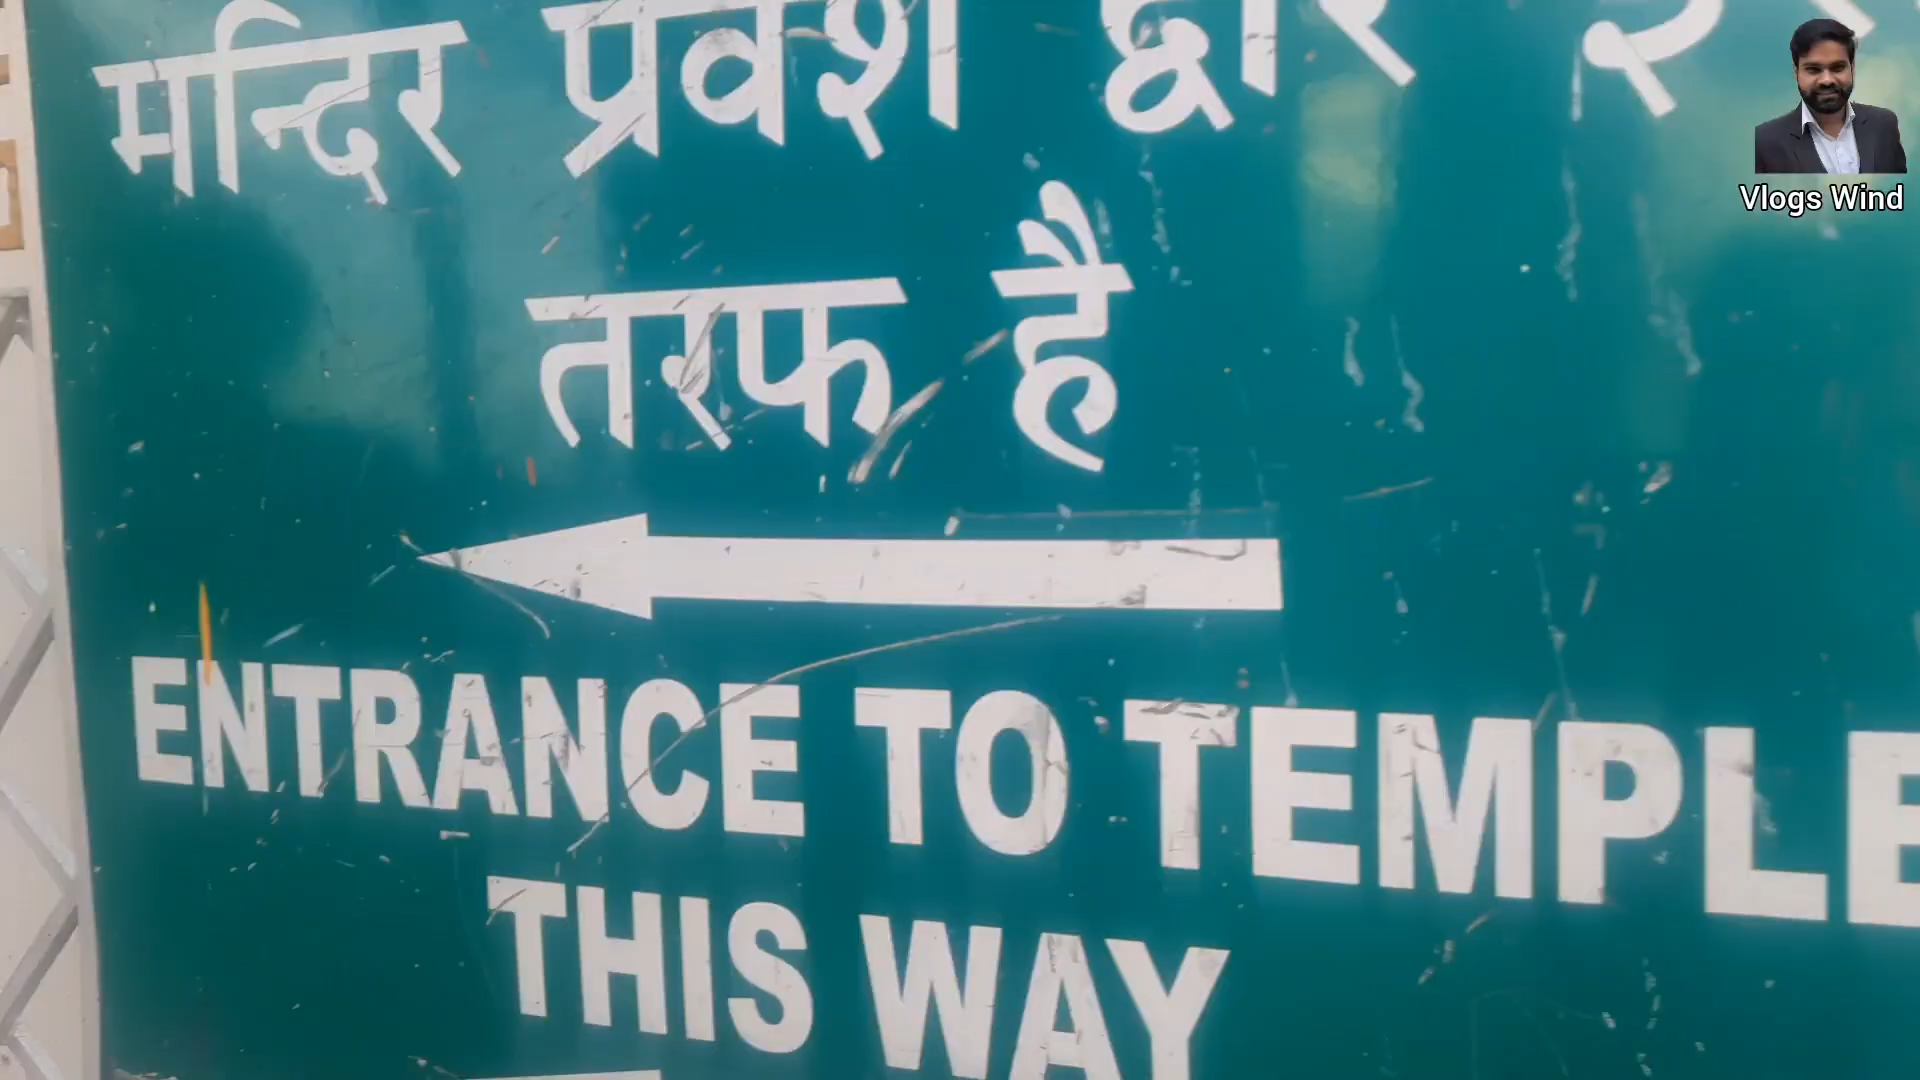 मन्दिर प्रवेश द्वार
तरफ है
ENTRANCE TO TEMPLE
THIS WAY
Vlogs Wind